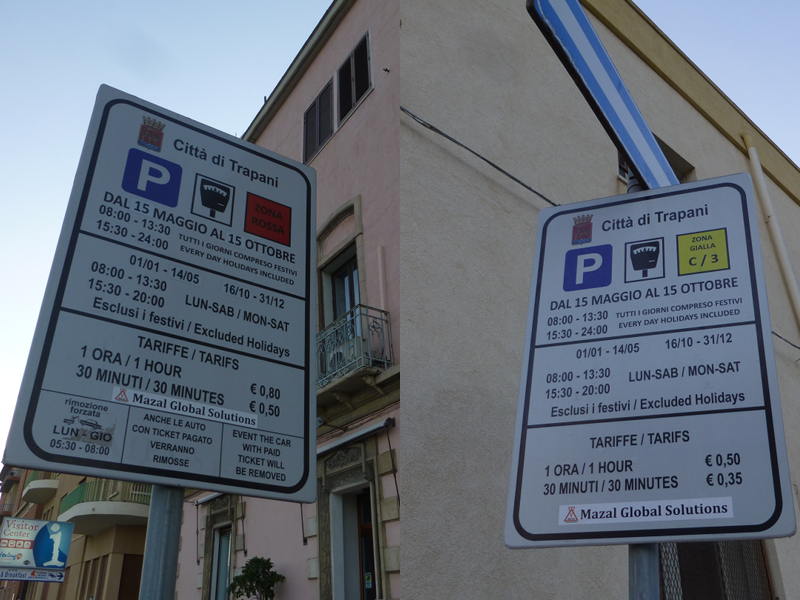 Città di Trapani
P
ZONA
ROSSA
DAL 15 MAGGIO AL 15 OTTOBRE
08:00 - 13:30
15:30 - 24:00
TUTTI I GIORNI COMPRESO FESTIVI
EVERY DAY HOLIDAYS INCLUDED
01/01 - 14/05 16/10 - 31/12
08:00 - 13:30
15:30 - 20:00
LUN-SAB / MON-SAT
Esclusi i festivi / Excluded Holidays
TARIFFE / TARIFS
1 ORA / 1 HOUR € 0,80
30 MINUTI / 30 MINUTES € 0,50
Mazal Global Solutions
rimozione
forzata
LUN - GIO
05:30 - 08:00
ANCHE LE AUTO
CON TICKET PAGATO
VERRANNO
RIMOSSE
EVENT THE CAR
WITH PAID
TICKET WILL
BE REMOVED
Visitor
Center
i
& Breakfast
Città di Trapani
P
ZONA
GIALLA
C / 3
DAL 15 MAGGIO AL 15 OTTOBRE
08:00 - 13:30
15:30 - 24:00
TUTTI I GIORNI COMPRESO FESTIVI
EVERY DAY HOLIDAYS INCLUDED
01/01 - 14/05 16/10 - 31/12
08:00 - 13:30
15:30 - 20:00
LUN-SAB / MON-SAT
Esclusi i festivi / Excluded Holidays
TARIFFE / TARIFS
1 ORA / 1 HOUR € 0,50
30 MINUTI / 30 MINUTES € 0,35
Mazal Global Solutions